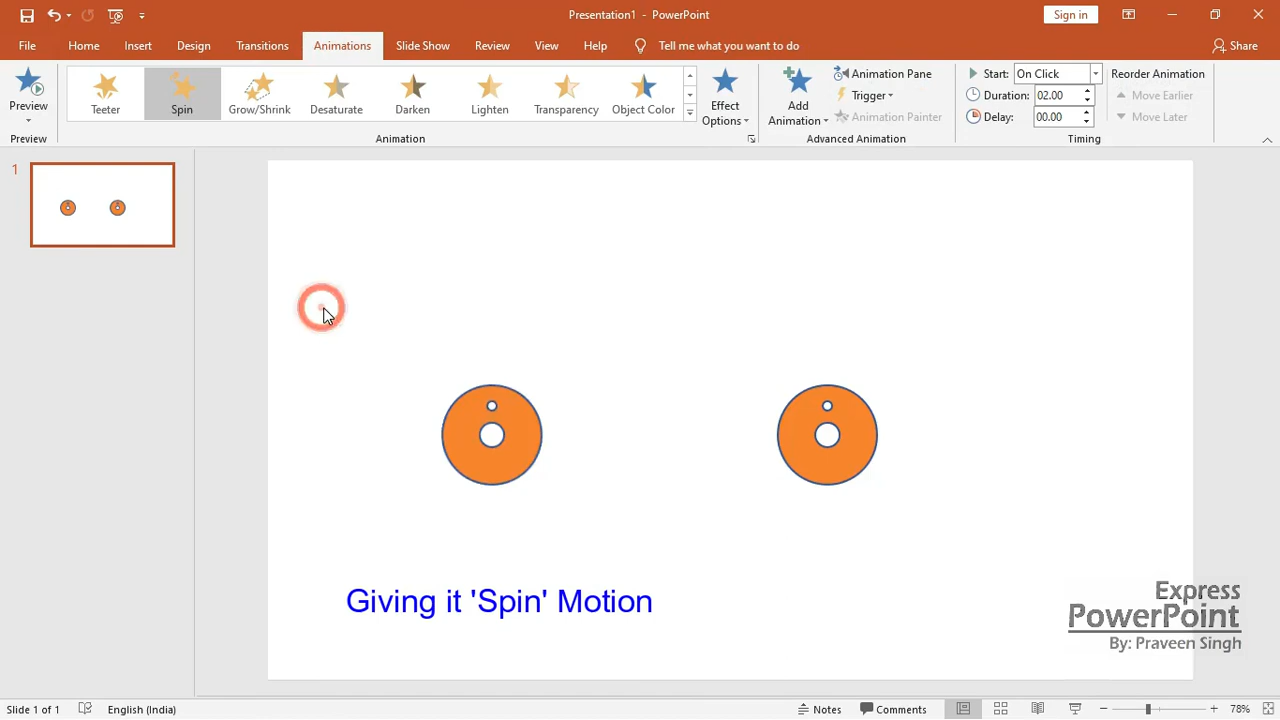 Presentation1 - PowerPoint
Sign in
File
Home
Insert
Design
Transitions
Animations
Slide Show
Review
View
Help
Tell me what you want to do
Share
Preview
Teeter
Spin
Grow/Shrink
Desaturate
Darken
Lighten
Transparency
Object Color
Effect
Options
Add
Animation
Animation Pane
Trigger
Animation Painter
Start: On Click
Duration: 02.00
Delay: 00.00
Reorder Animation
Move Earlier
Move Later
Preview
Animation
Advanced Animation
Timing
1
Giving it 'Spin' Motion
Express
PowerPoint
By: Praveen Singh
Slide 1 of 1
English (India)
Notes
Comments
78%